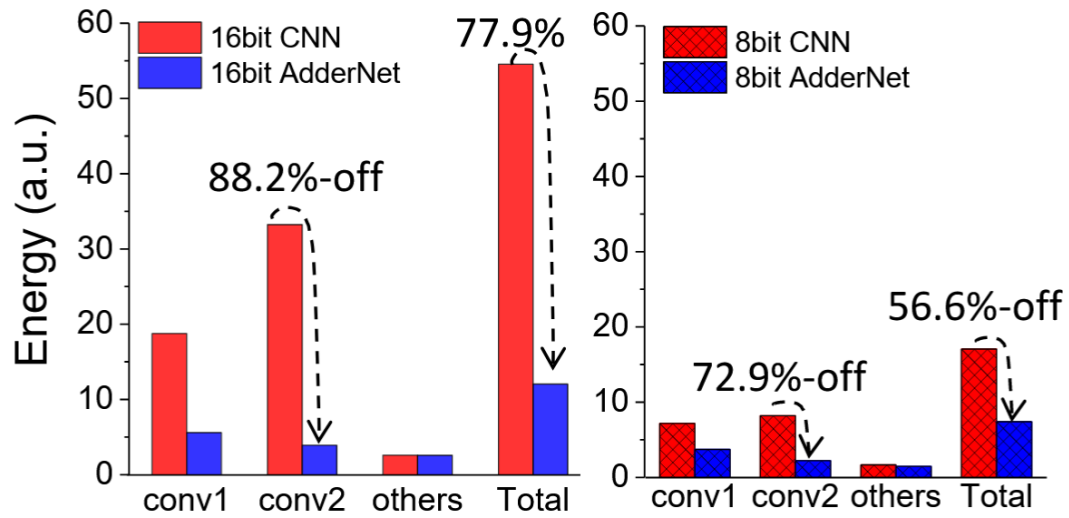 Energy (a.u.)
60
50
40
30
20
10
0
16bit CNN
16bit AdderNet
77.9%
88.2%-off
conv1 conv2 others Total
60
50
40
30
20
10
0
8bit CNN
8bit AdderNet
56.6%-off
72.9%-off
conv1 conv2 others Total